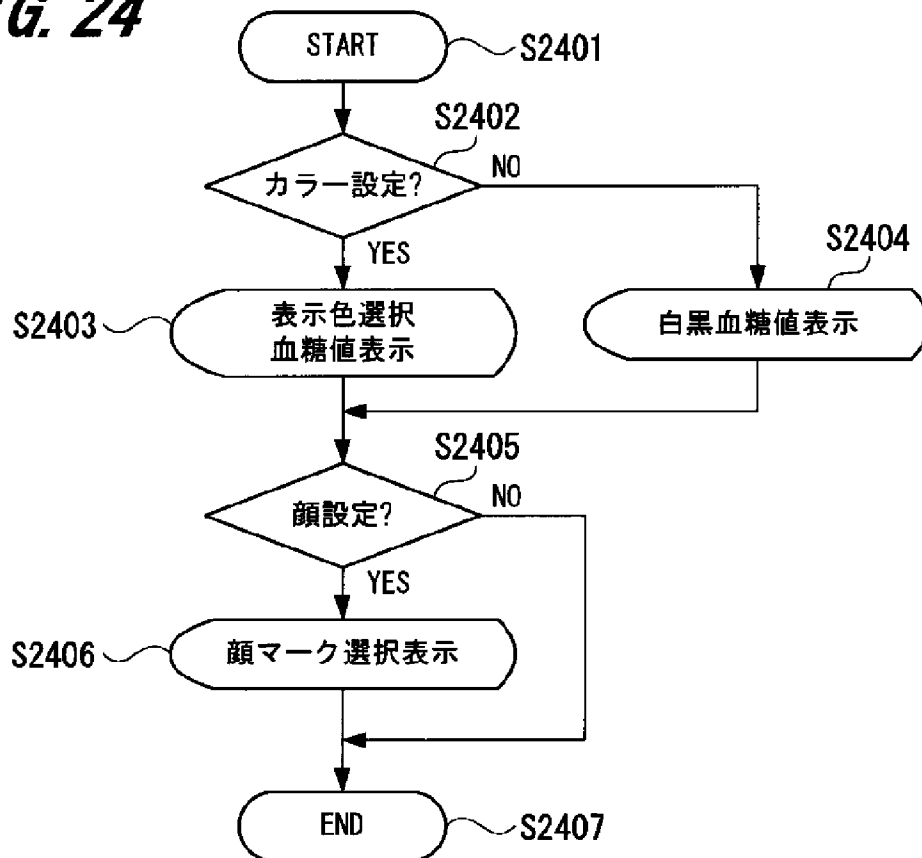 FIG. 24
START
S2401
S2402
カラー設定?
NO
YES
S2404
S2403
表示色選択
血糖値表示
白黒血糖値表示
S2405
顔設定?
NO
YES
S2406
顔マーク選択表示
END
S2407